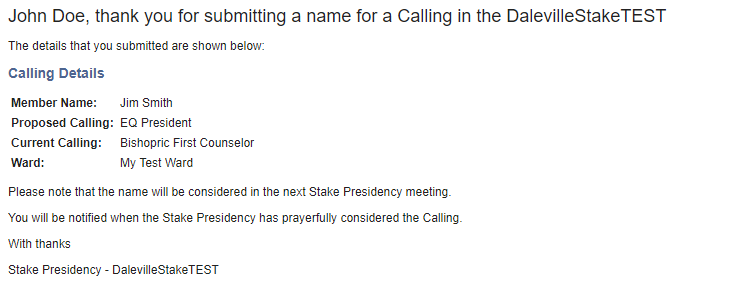 John Doe, thank you for submitting a name for a Calling in the DalevilleStakeTEST
The details that you submitted are shown below:
Calling Details
Member Name: Jim Smith
Proposed Calling: EQ President
Current Calling: Bishopric First Counselor
Ward: My Test Ward
Please note that the name will be considered in the next Stake Presidency meeting.
You will be notified when the Stake Presidency has prayerfully considered the Calling.
With thanks
Stake Presidency - DalevilleStakeTEST